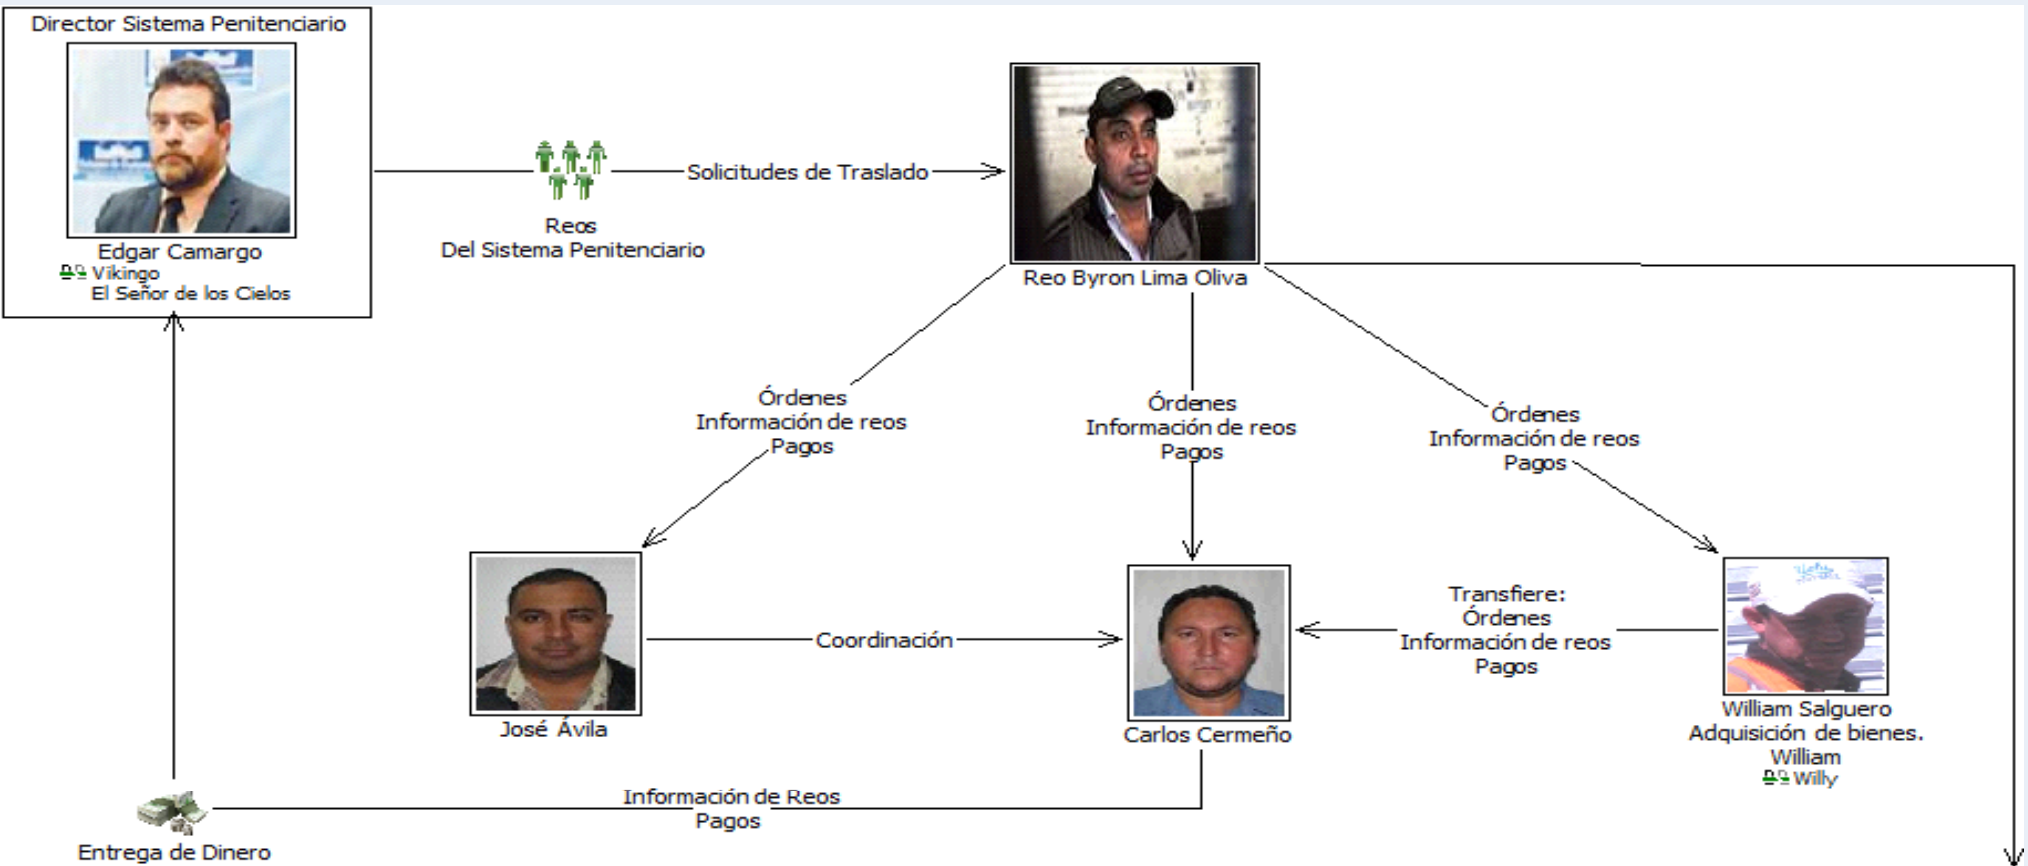 Director Sistema Penitenciario
Edgar Camargo
Vikingo
El Señor de los Cielos
Reos
Del Sistema Penitenciario
Solicitudes de Traslado
Reo Byron Lima Oliva
Órdenes
Información de reos
Pagos
Órdenes
Información de reos
Pagos
Órdenes
Información de reos
Pagos
José Ávila
Coordinación
Carlos Cermeño
Transfiere:
Órdenes
Información de reos
Pagos
William Salguero
Adquisición de bienes.
William
Willy
Información de Reos
Pagos
Entrega de Dinero